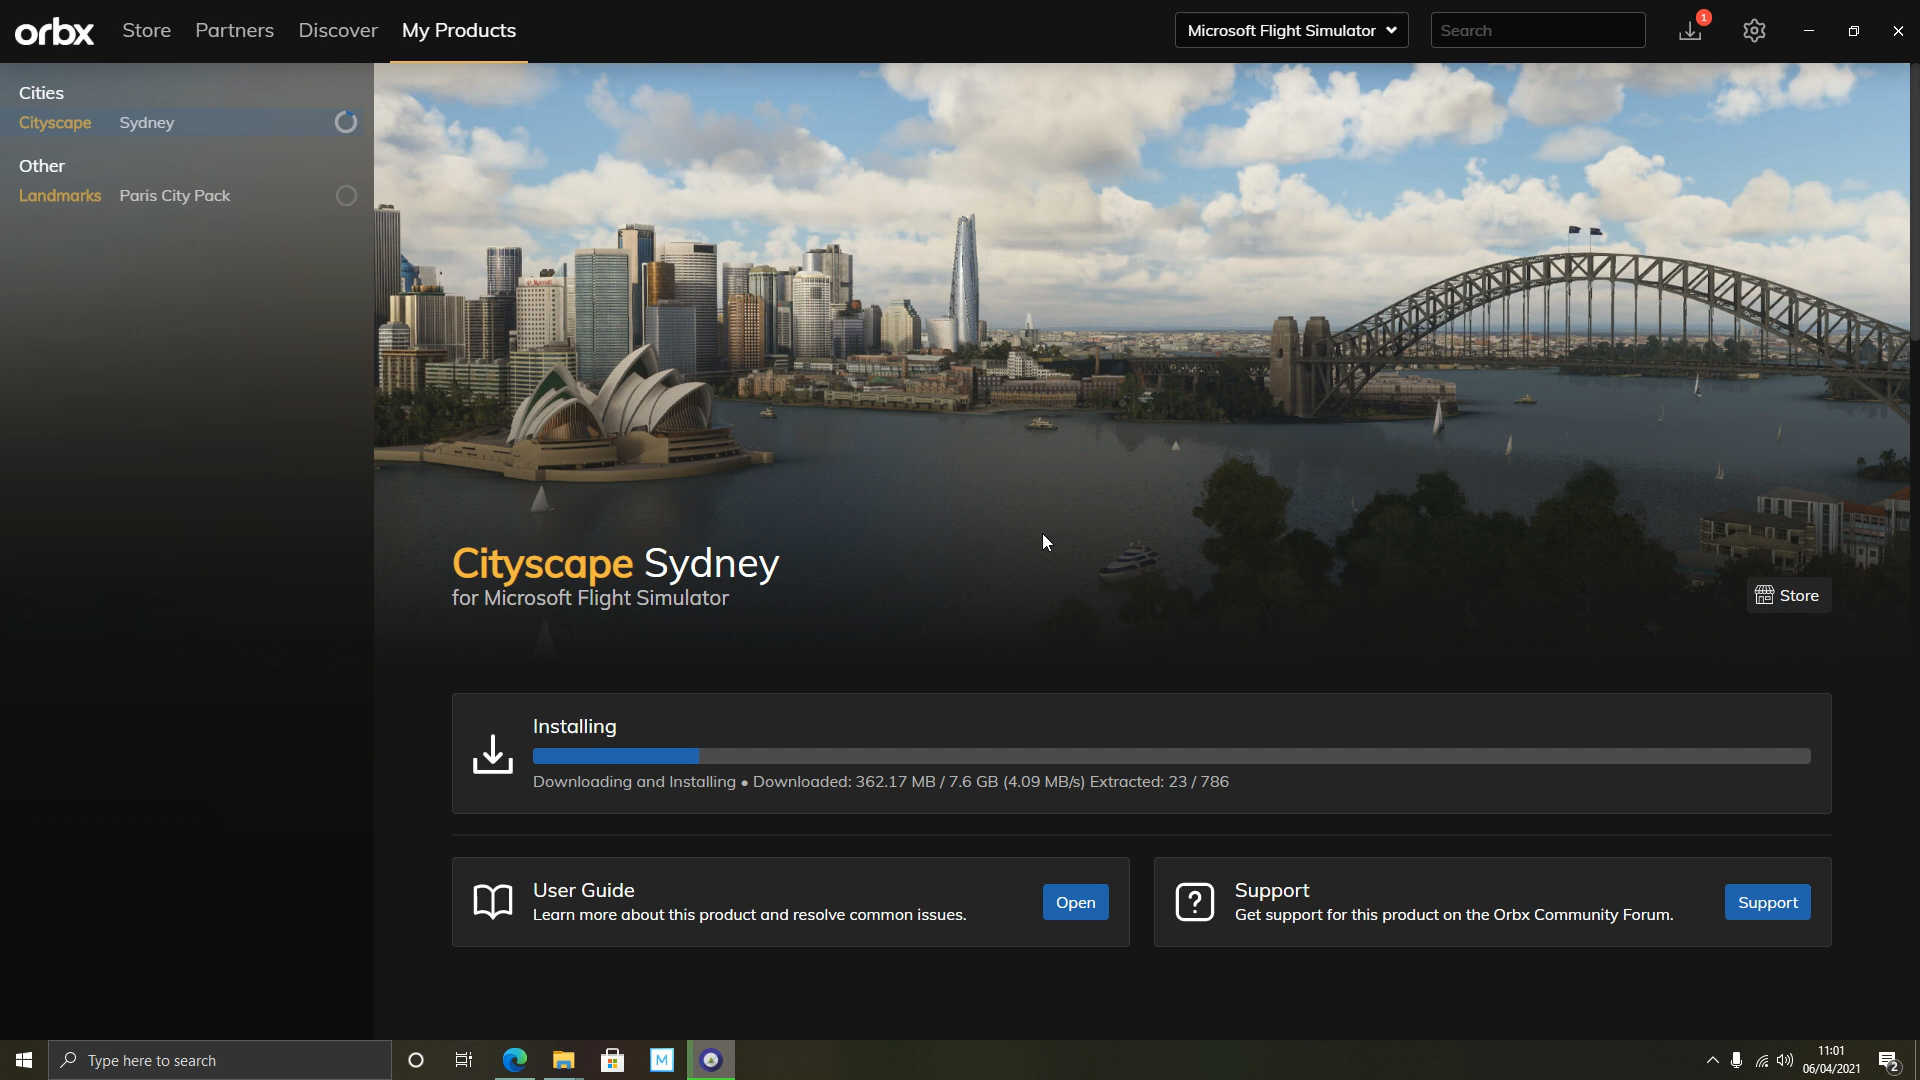 orbx Store Partners Discover My Products Microsoft Flight Simulator Search 1
Cities
Cityscape Sydney
Other
Landmarks Paris City Pack
Cityscape Sydney
for Microsoft Flight Simulator
Store
Installing
Downloading and Installing • Downloaded: 362.17 MB / 7.6 GB (4.09 MB/s) Extracted: 23 / 786
User Guide
Learn more about this product and resolve common issues.
Open
Support
Get support for this product on the Orbx Community Forum.
Support
Type here to search
M
11:01
06/04/2021
2